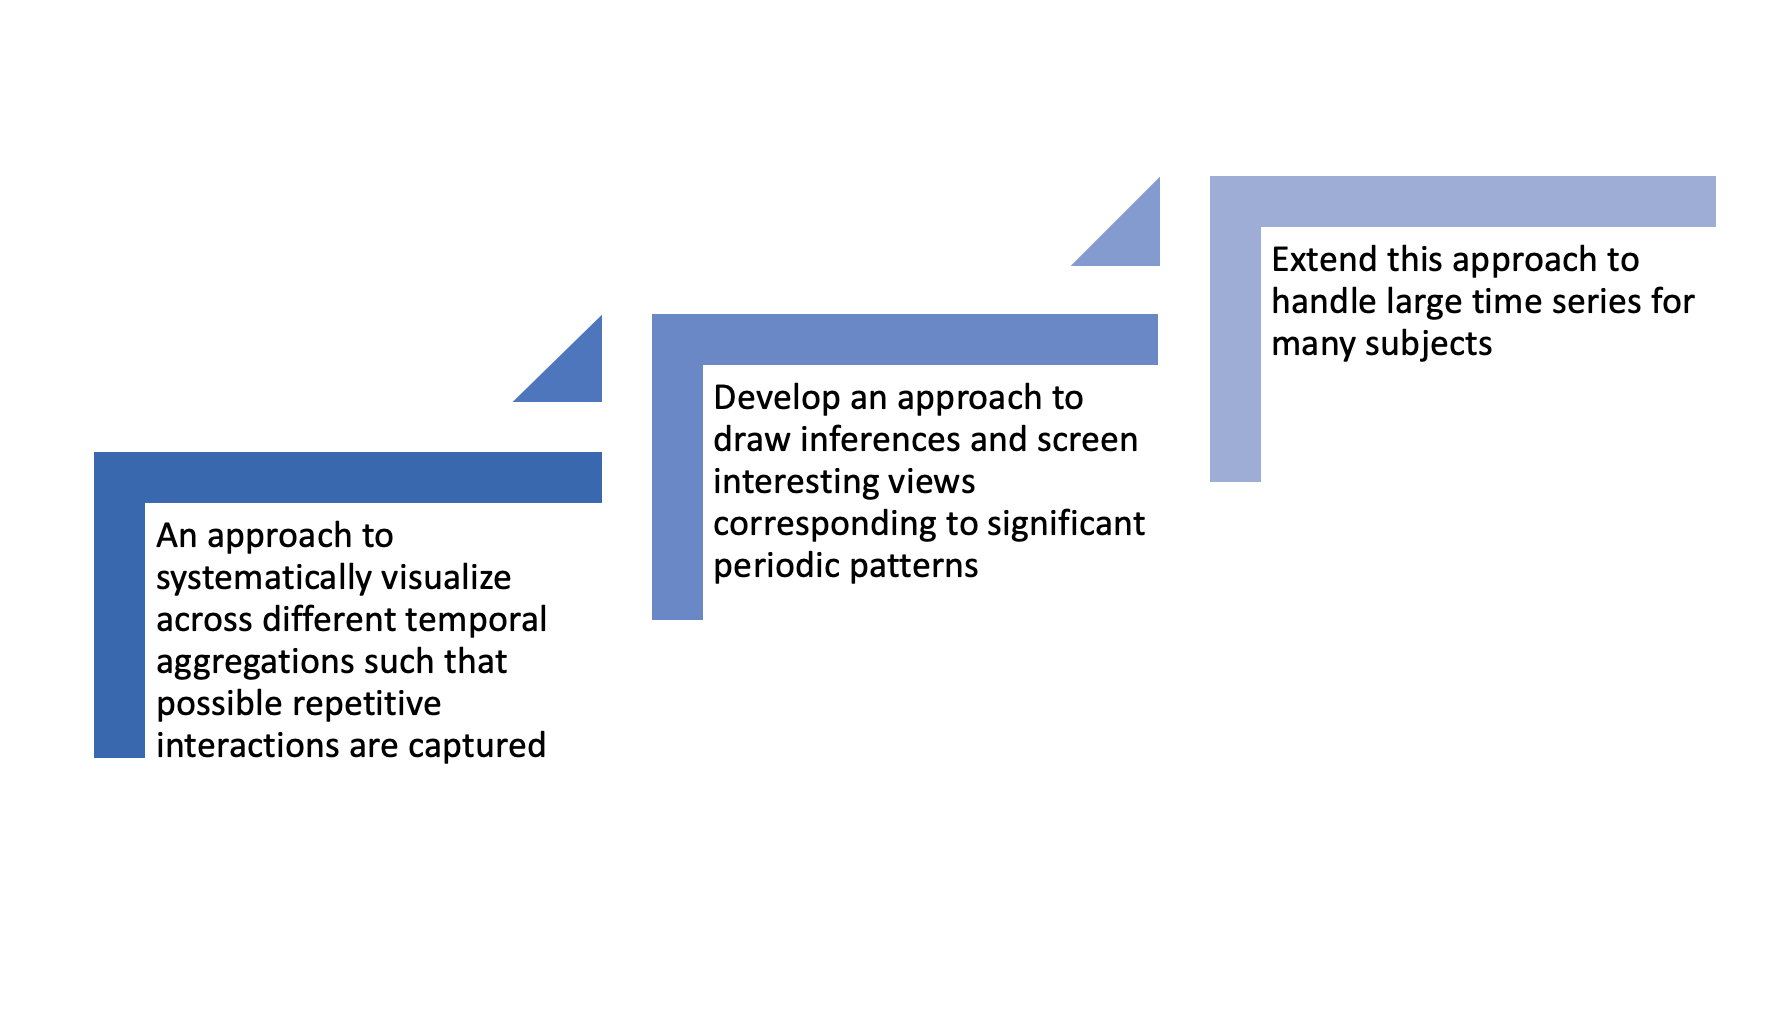 An approach to
systematically visualize
across different temporal
aggregations such that
possible repetitive
interactions are captured
Develop an approach to
draw inferences and screen
interesting views
corresponding to significant
periodic patterns
Extend this approach to
handle large time series for
many subjects